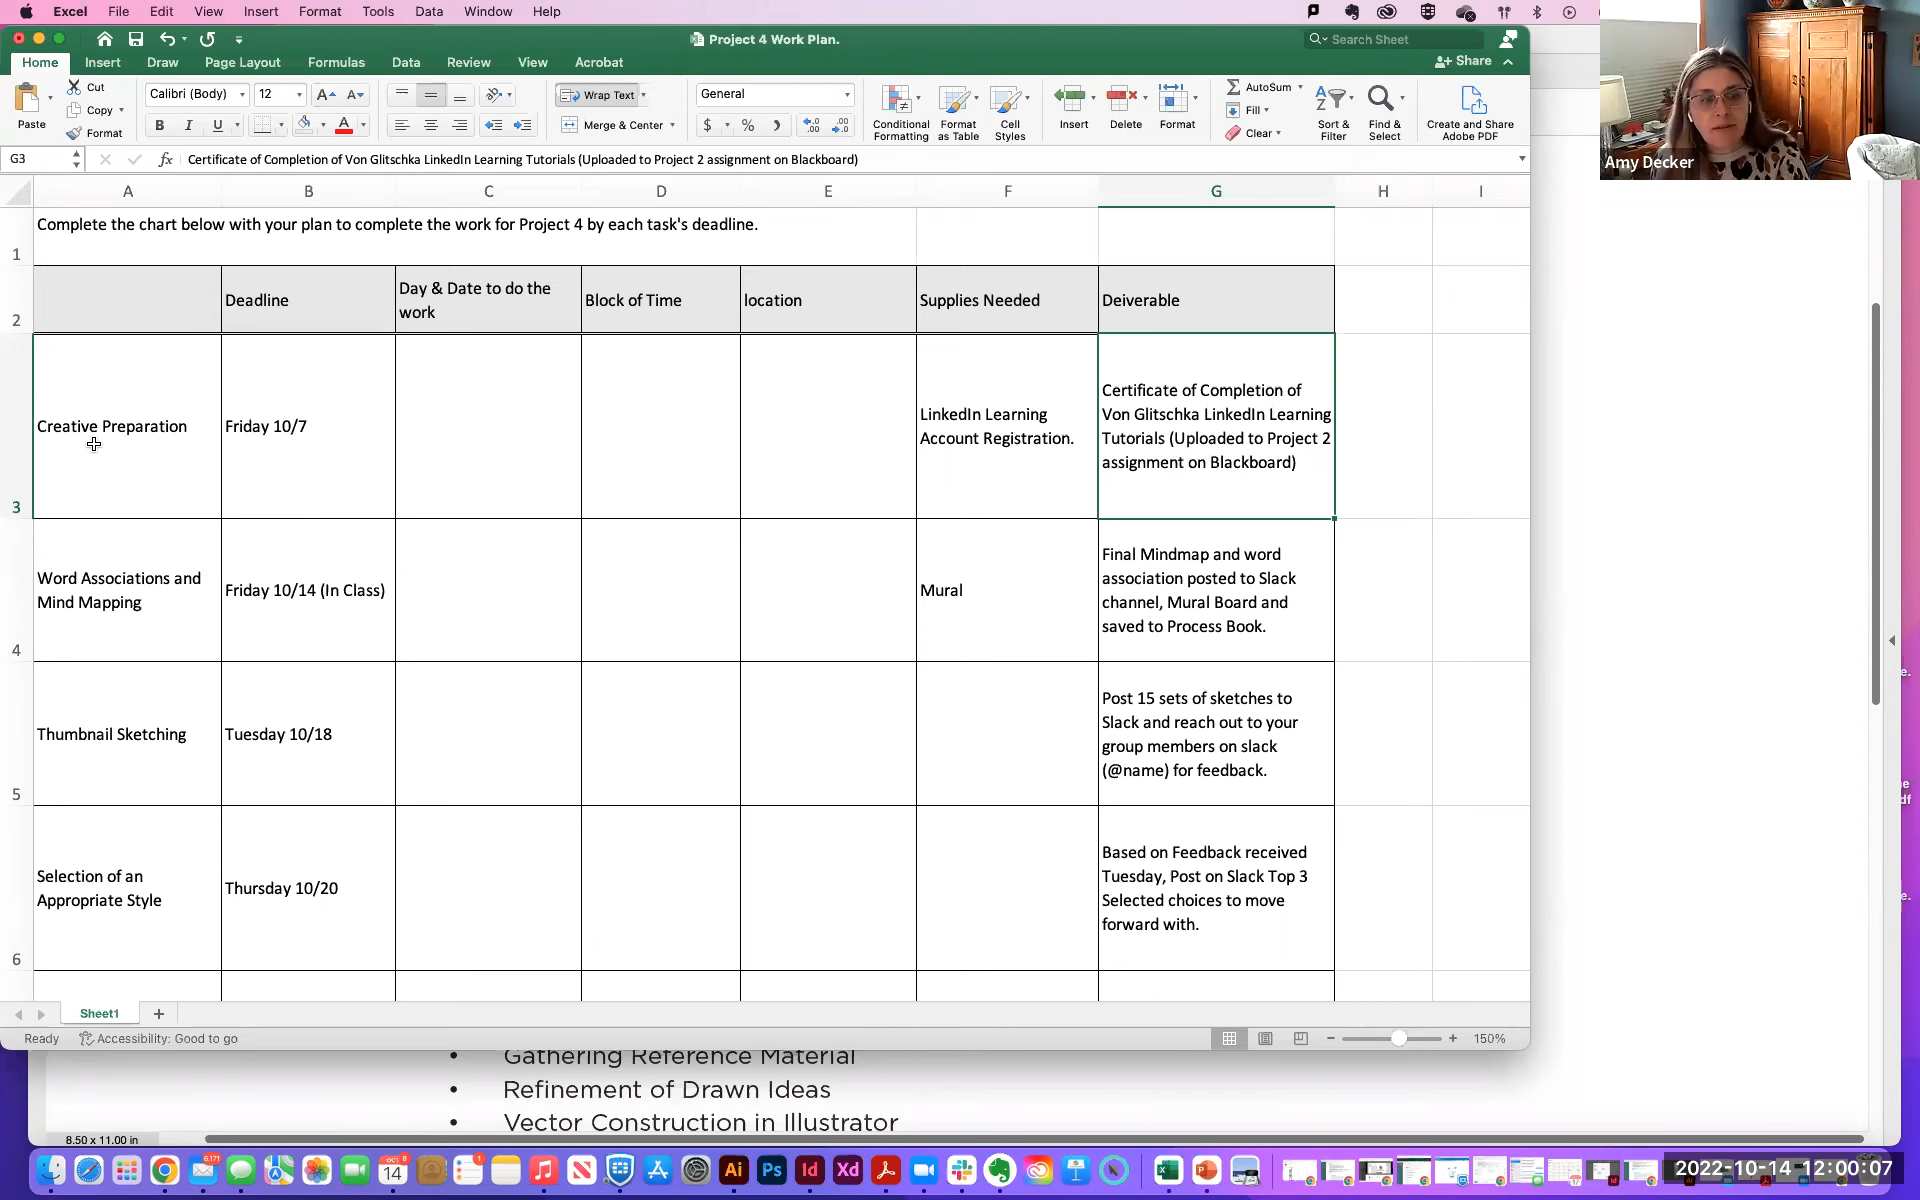 Excel File Edit View Insert Format Tools Data Window Help
Project 4 Work Plan.
Search Sheet
Home Insert Draw Page Layout Formulas Data Review View Acrobat
Share
Paste
Cut
Copy
Format
Calibri (Body) 12
B I U
Wrap Text
Merge & Center
General
$ %
Conditional Formatting
Format as Table
Cell Styles
Insert
Delete
Format
AutoSum
Fill
Clear
Sort & Filter
Find & Select
Create and Share Adobe PDF
Amy Decker
G3
fx Certificate of Completion of Von Glitschka LinkedIn Learning Tutorials (Uploaded to Project 2 assignment on Blackboard)
A B C D E F G H I
1
Complete the chart below with your plan to complete the work for Project 4 by each task's deadline.
2
Deadline
Day & Date to do the
work
Block of Time
location
Supplies Needed
Deiverable
3
Creative Preparation
Friday 10/7
LinkedIn Learning
Account Registration.
Certificate of Completion of
Von Glitschka LinkedIn Learning
Tutorials (Uploaded to Project 2
assignment on Blackboard)
4
Word Associations and
Mind Mapping
Friday 10/14 (In Class)
Mural
Final Mindmap and word
association posted to Slack
channel, Mural Board and
saved to Process Book.
5
Thumbnail Sketching
Tuesday 10/18
Post 15 sets of sketches to
Slack and reach out to your
group members on slack
(@name) for feedback.
6
Selection of an
Appropriate Style
Thursday 10/20
Based on Feedback received
Tuesday, Post on Slack Top 3
Selected choices to move
forward with.
Sheet1
Ready Accessibility: Good to go
150%
• Gathering Reference Material
• Refinement of Drawn Ideas
• Vector Construction in Illustrator
8.50 x 11.00 in
6,171
OCT
14
1
Ai Ps Id Xd
2022-10-14 12:00:07